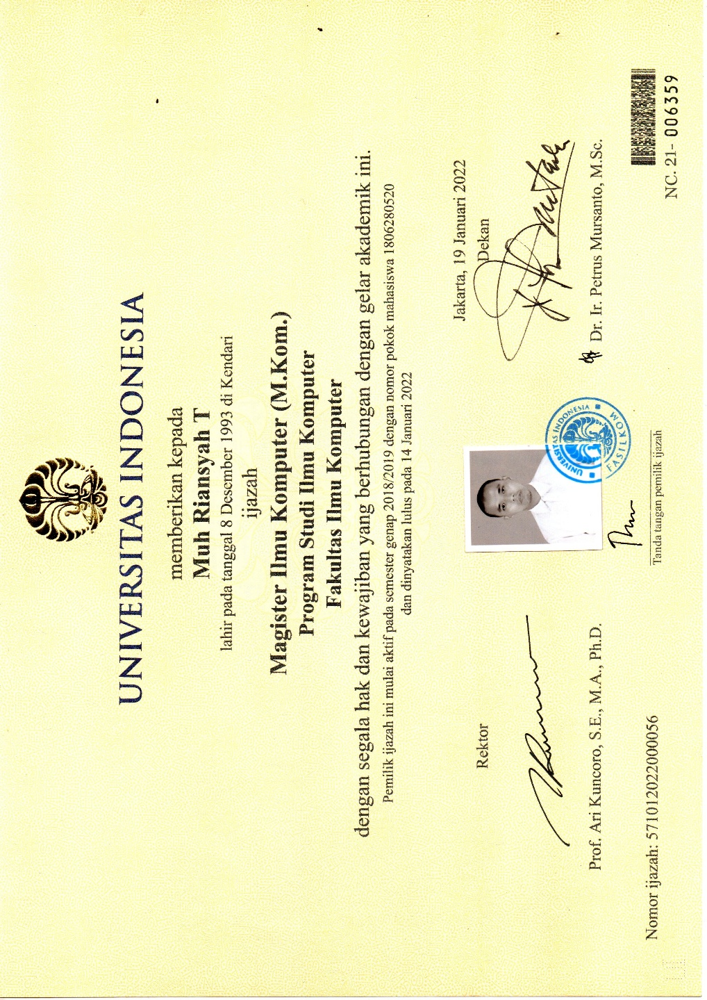 UNIVERSITAS INDONESIA
memberikan kepada
Muh Riansyah T
lahir pada tanggal 8 Desember 1993 di Kendari
ijazah
Magister Ilmu Komputer (M.Kom.)
Program Studi Ilmu Komputer
Fakultas Ilmu Komputer
dengan segala hak dan kewajiban yang berhubungan dengan gelar akademik ini.
Pemilik ijazah ini mulai aktif pada semester genap 2018/2019 dengan nomor pokok mahasiswa 1806280520
dan dinyatakan lulus pada 14 Januari 2022
Jakarta, 19 Januari 2022
Rektor
Dekan
Prof. Ari Kuncoro, S.E., M.A., Ph.D.
Dr. Ir. Petrus Mursanto, M.Sc.
UNIVERSITAS INDONESIA
FASILKOM
Tanda tangan pemilik ijazah
Nomor ijazah: 571012022000056
NC. 21- 006359